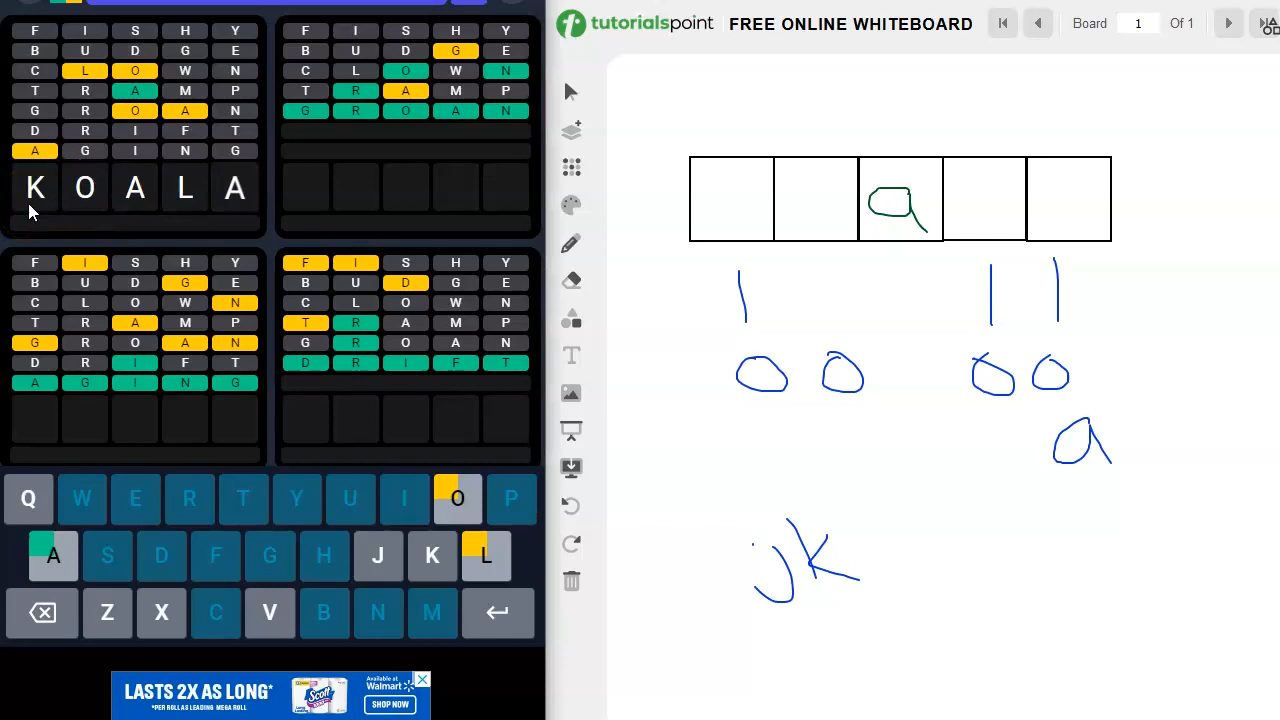 tutorialspoint FREE ONLINE WHITEBOARD Board 1 Of 1
F I S H Y
B U D G E
C L O W N
T R A M P
G R O A N
D R I F T
A G I N G
K O A L A
F I S H Y
B U D G E
C L O W N
T R A M P
G R O A N
F I S H Y
B U D G E
C L O W N
T R A M P
G R O A N
D R I F T
A G I N G
F I S H Y
B U D G E
C L O W N
T R A M P
G R O A N
D R I F T
Q W E R T Y U I O P
A S D F G H J K L
Z X C V B N M
LASTS 2X AS LONG*
*PER ROLL AS LEADING MEGA ROLL
Scott
Available at
Walmart
SHOP NOW
T
a
l l l
o o o o
a
j k